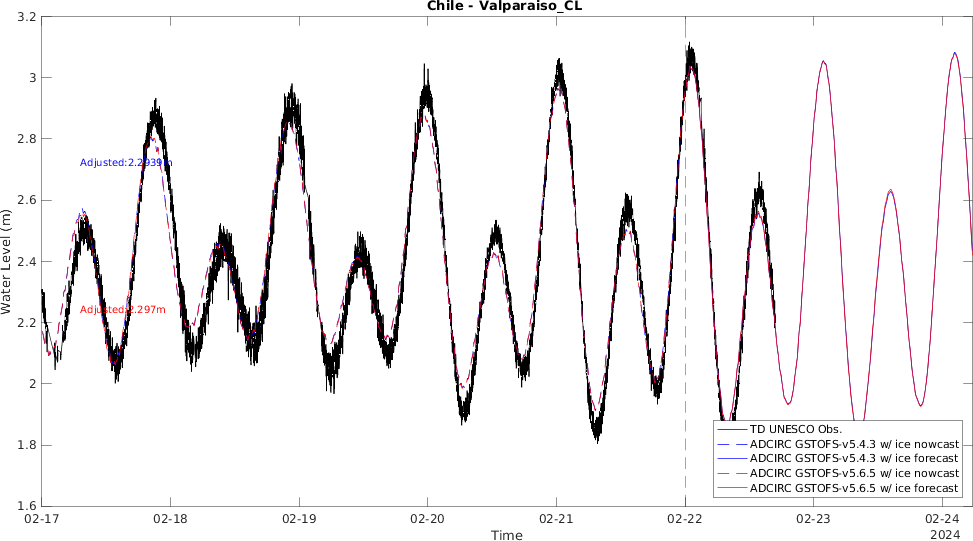 Chile - Valparaiso_CL
3.2
3
2.8
2.6
2.4
2.2
2
1.8
1.6
Water Level (m)
Adjusted:2.2939m
Adjusted:2.297m
TD UNESCO Obs.
ADCIRC GSTOFS-v5.4.3 w/ ice nowcast
ADCIRC GSTOFS-v5.4.3 w/ ice forecast
ADCIRC GSTOFS-v5.6.5 w/ ice nowcast
ADCIRC GSTOFS-v5.6.5 w/ ice forecast
02-17 02-18 02-19 02-20 02-21 02-22 02-23 02-24
Time
2024